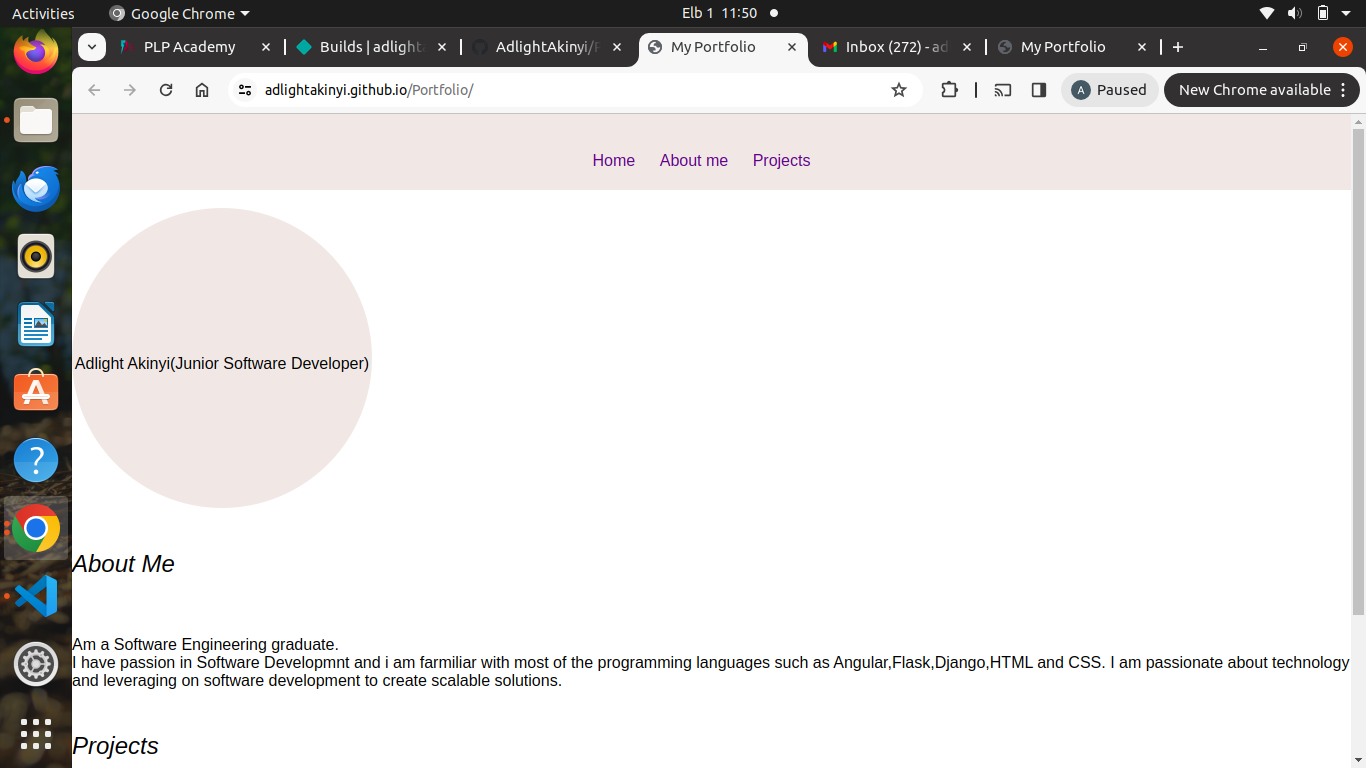 Activities
Google Chrome
Elb 1 11:50
PLP Academy
Builds | adlight
AdlightAkinyi/
My Portfolio
Inbox (272) - ad
My Portfolio
adlightakinyi.github.io/Portfolio/
A
Paused
New Chrome available
Home
About me
Projects
Adlight Akinyi(Junior Software Developer)
About Me
Am a Software Engineering graduate.
I have passion in Software Developmnt and i am farmiliar with most of the programming languages such as Angular,Flask,Django,HTML and CSS. I am passionate about technology
and leveraging on software development to create scalable solutions.
Projects